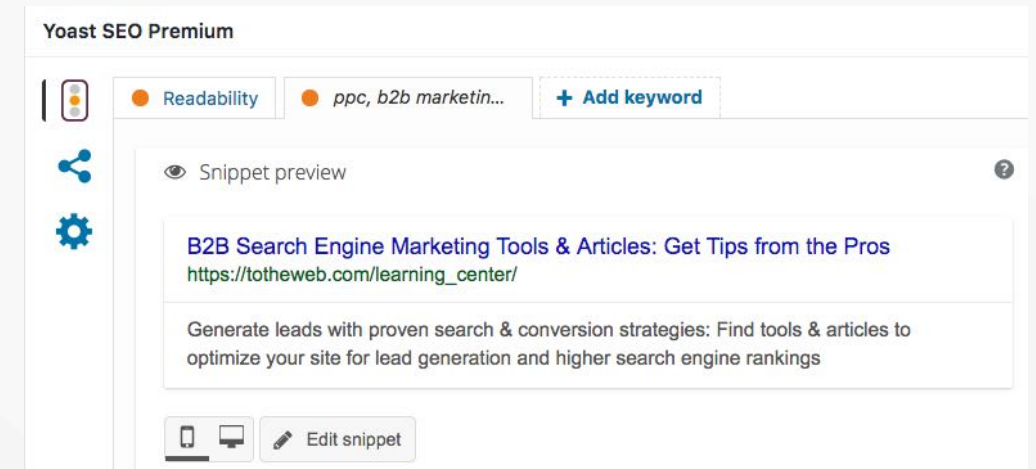 Yoast SEO Premium
Readability
ppc, b2b marketin...
+ Add keyword
Snippet preview
?
B2B Search Engine Marketing Tools & Articles: Get Tips from the Pros
https://totheweb.com/learning_center/
Generate leads with proven search & conversion strategies: Find tools & articles to
optimize your site for lead generation and higher search engine rankings
Edit snippet